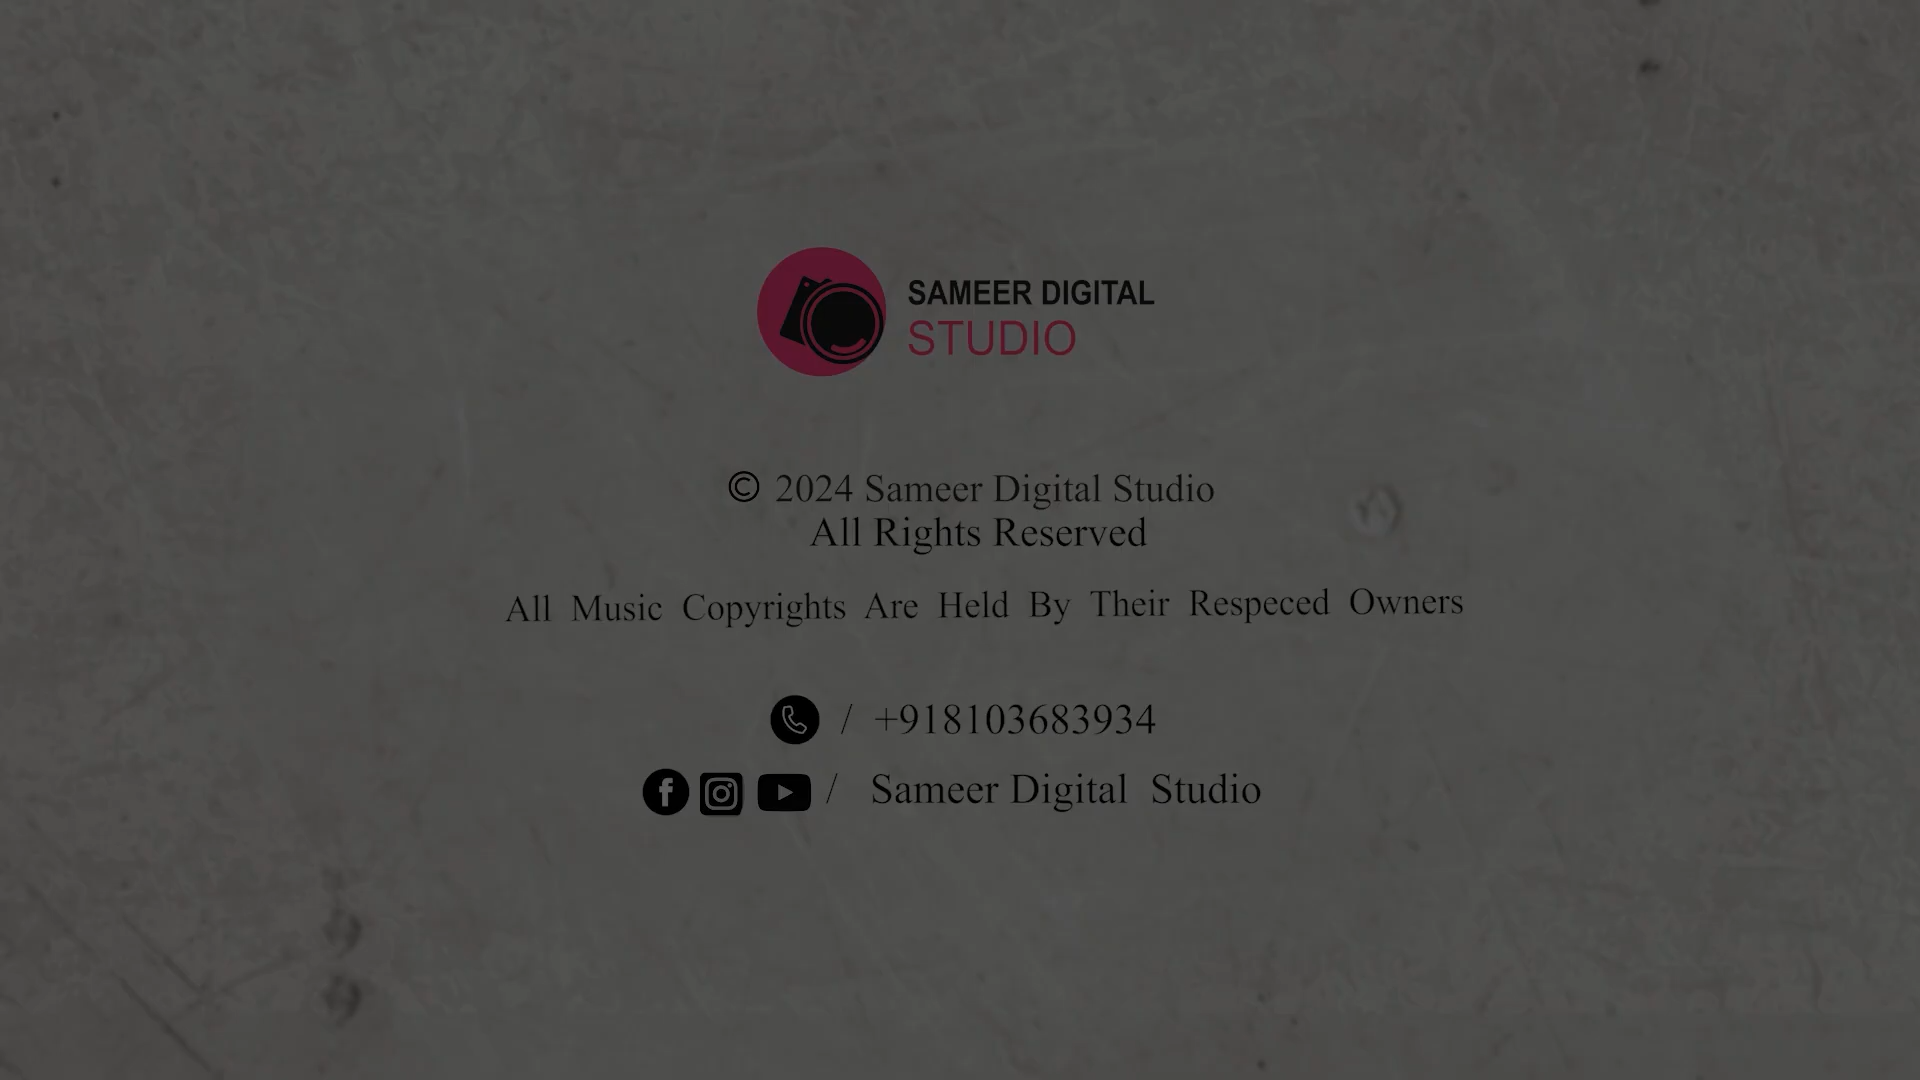 SAMEER DIGITAL
STUDIO
© 2024 Sameer Digital Studio
All Rights Reserved
All Music Copyrights Are Held By Their Respeced Owners
/ +918103683934
/ Sameer Digital Studio